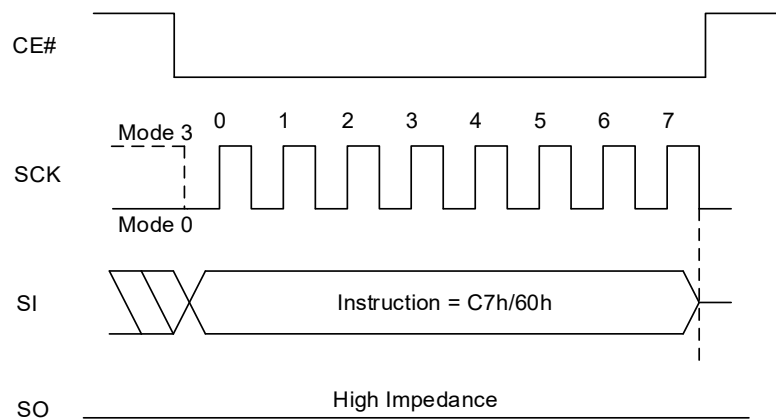 CE#
0 1 2 3 4 5 6 7
Mode 3
SCK
Mode 0
SI
Instruction = C7h/60h
High Impedance
SO